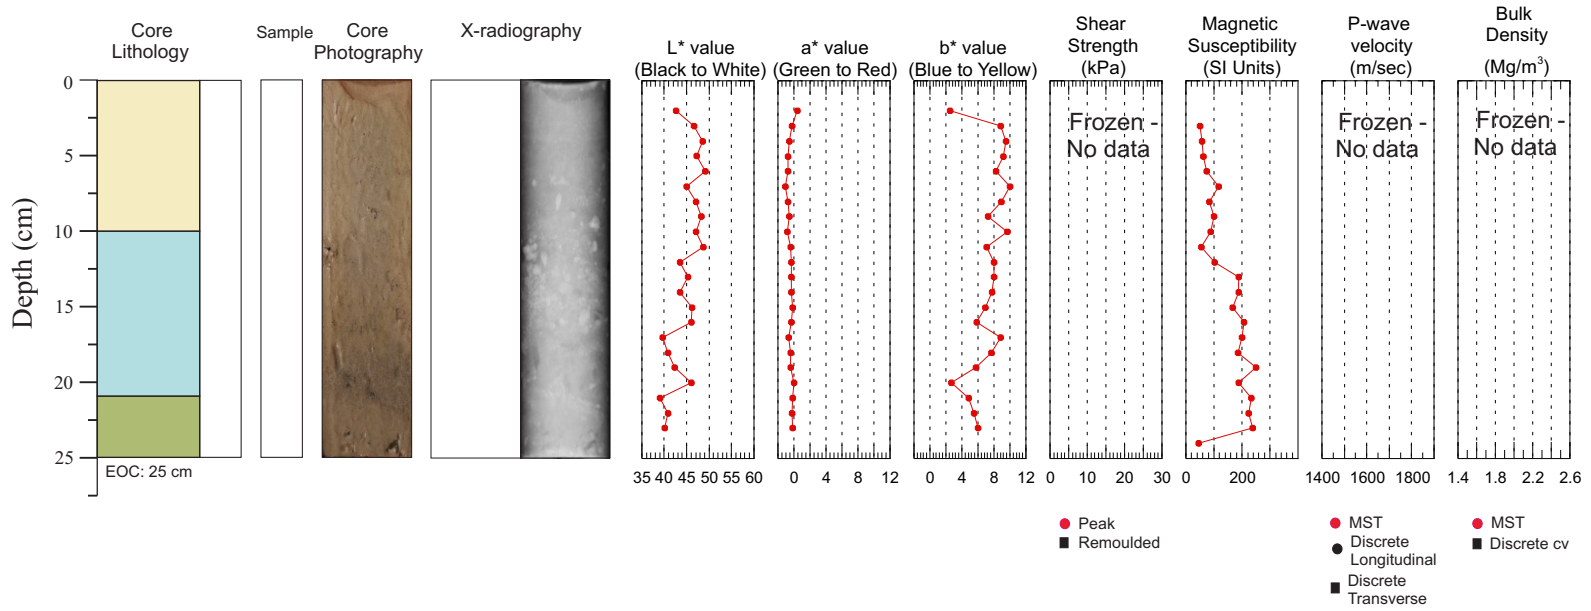 Core
Lithology
Sample
Core
Photography
X-radiography
L* value
(Black to White)
a* value
(Green to Red)
b* value
(Blue to Yellow)
Shear
Strength
(kPa)
Magnetic
Susceptibility
(SI Units)
P-wave
velocity
(m/sec)
Bulk
Density
(Mg/m³)
Depth (cm)
0
5
10
15
20
25
EOC: 25 cm
Frozen -
No data
Frozen -
No data
Frozen -
No data
35 40 45 50 55 60
0 4 8 12
0 4 8 12
0 5 10 15 20 25 30
0 200
1400 1600 1800
1.4 1.8 2.2 2.6
Peak
Remoulded
MST
Discrete
Longitudinal
Discrete
Transverse
MST
Discrete cv